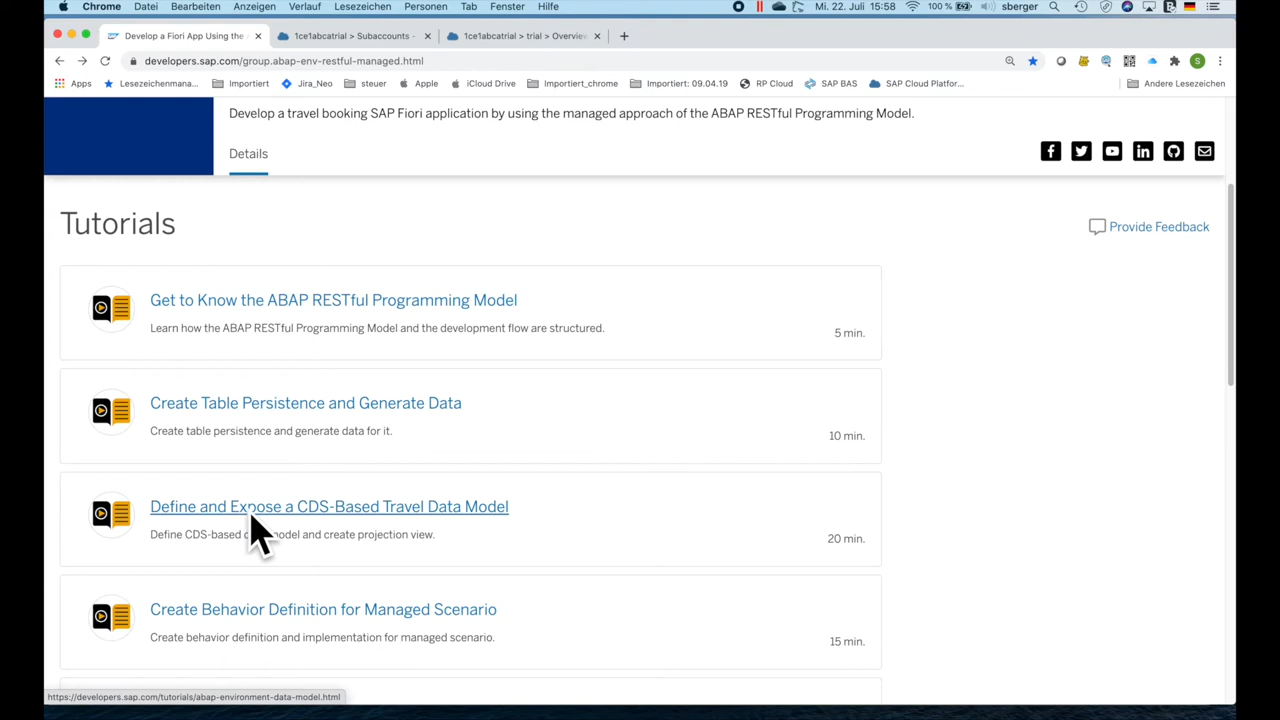 Chrome Datei Bearbeiten Anzeigen Verlauf Lesezeichen Personen Tab Fenster Hilfe Mi. 22. Juli 15:58 100 % sberger
Develop a Fiori App Using the A 1ce1abcatrial > Subaccounts - 1ce1abcatrial > trial > Overview
developers.sap.com/group.abap-env-restful-managed.html
Apps Lesezeichenmana... Importiert Jira_Neo steuer Apple iCloud Drive Importiert_chrome Importiert: 09.04.19 RP Cloud SAP BAS SAP Cloud Platfor... Andere Lesezeichen
Develop a travel booking SAP Fiori application by using the managed approach of the ABAP RESTful Programming Model.
Details
Tutorials
Provide Feedback
Get to Know the ABAP RESTful Programming Model
Learn how the ABAP RESTful Programming Model and the development flow are structured.
5 min.
Create Table Persistence and Generate Data
Create table persistence and generate data for it.
10 min.
Define and Expose a CDS-Based Travel Data Model
Define CDS-based model and create projection view.
20 min.
Create Behavior Definition for Managed Scenario
Create behavior definition and implementation for managed scenario.
15 min.
https://developers.sap.com/tutorials/abap-environment-data-model.html